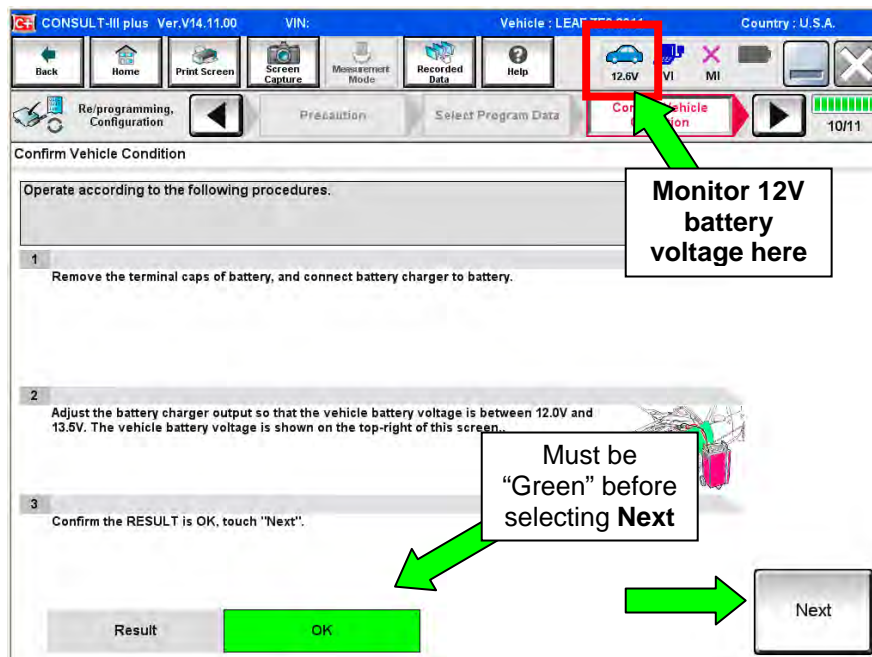 CONSULT-III plus Ver.V14.11.00 VIN: Vehicle : LEAF Country : U.S.A.
Back Home Print Screen Screen Capture Measurement Mode Recorded Data Help 12.6V VI MI
Re/programming, Configuration Precaution Select Program Data 10/11
Confirm Vehicle Condition
Operate according to the following procedures.
Monitor 12V
battery
voltage here
1
Remove the terminal caps of battery, and connect battery charger to battery.
2
Adjust the battery charger output so that the vehicle battery voltage is between 12.0V and
13.5V. The vehicle battery voltage is shown on the top-right of this screen..
Must be
“Green” before
selecting Next
3
Confirm the RESULT is OK, touch "Next".
Result OK
Next